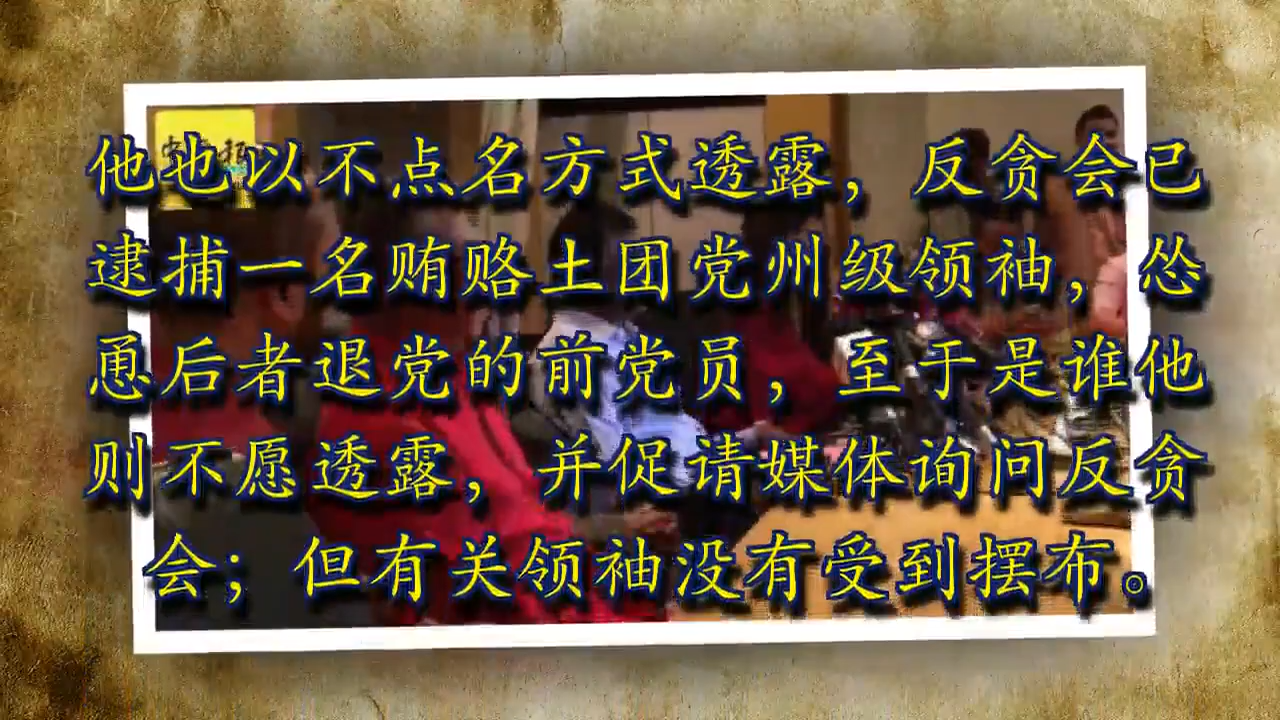 他也以不点名方式透露，反贪会已
逮捕一名贿赂土团党州级领袖，怂
恿后者退党的前党员，至于是谁他
则不愿透露，并促请媒体询问反贪
会；但有关领袖没有受到摆布。